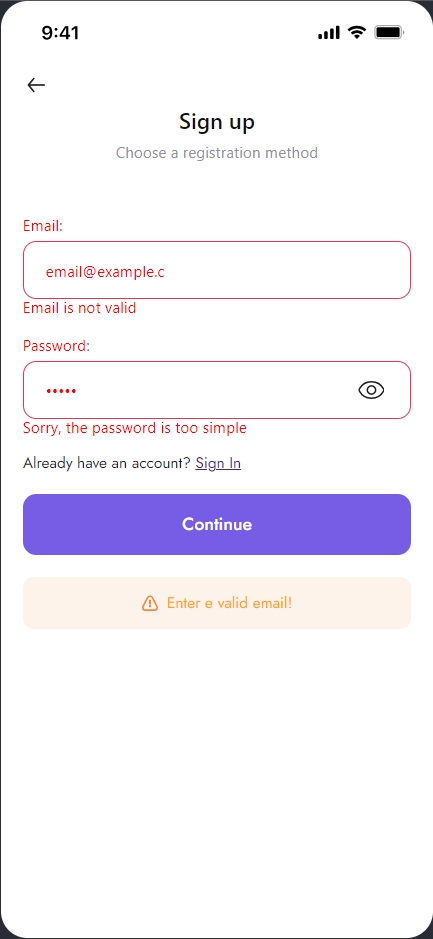 9:41
Sign up
Choose a registration method
Email:
email@example.c
Email is not valid
Password:
•••••
Sorry, the password is too simple
Already have an account? Sign In
Continue
Enter e valid email!